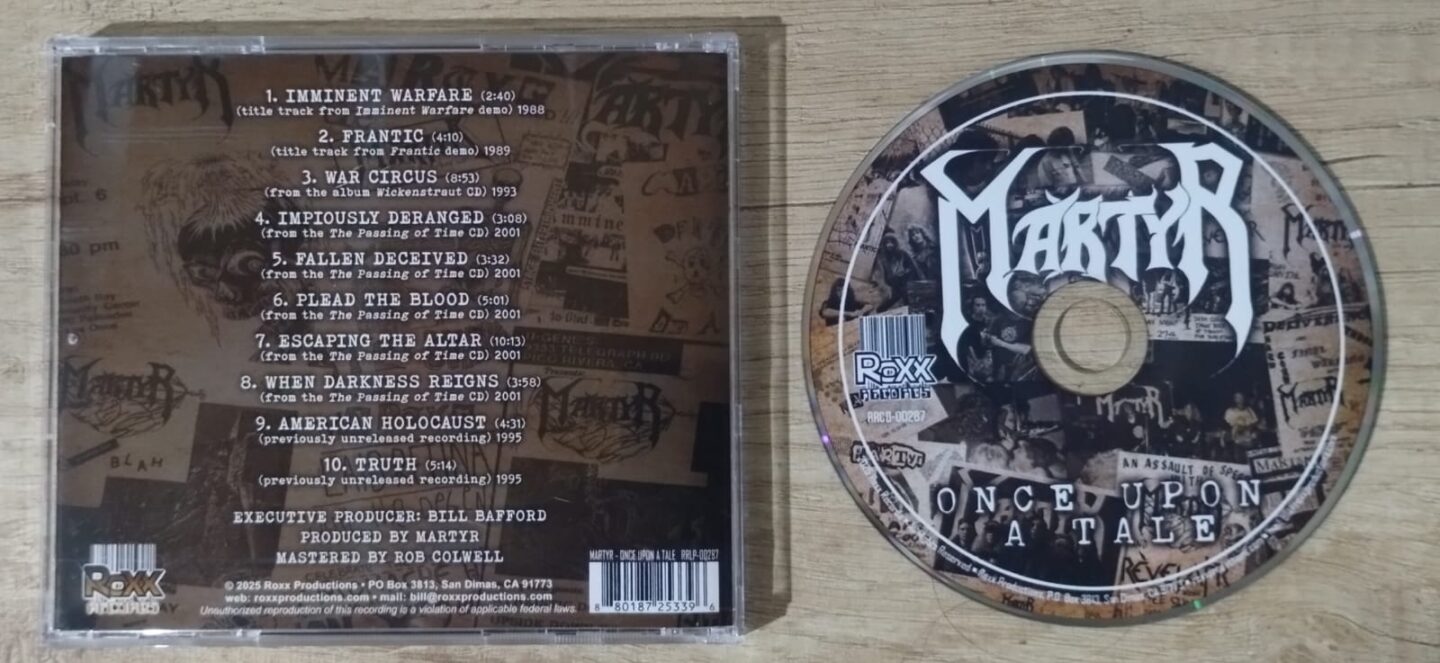 1. IMMINENT WARFARE (2:40)
(title track from Imminent Warfare demo) 1988
2. FRANTIC (4:10)
(title track from Frantic demo) 1989
3. WAR CIRCUS (8:53)
(from the album Wickenstraut CD) 1993
4. IMPIOUSLY DERANGED (3:08)
(from the The Passing of Time CD) 2001
5. FALLEN DECEIVED (3:32)
(from the The Passing of Time CD) 2001
6. PLEAD THE BLOOD (5:01)
(from the The Passing of Time CD) 2001
7. ESCAPING THE ALTAR (10:13)
(from the The Passing of Time CD) 2001
8. WHEN DARKNESS REIGNS (3:58)
(from the The Passing of Time CD) 2001
9. AMERICAN HOLOCAUST (4:31)
(previously unreleased recording) 1995
10. TRUTH (5:14)
(previously unreleased recording) 1995
EXECUTIVE PRODUCER: BILL BAFFORD
PRODUCED BY MARTYR
MASTERED BY ROB COLWELL
ROXX
RECORDS
© 2025 Roxx Productions • PO Box 3813, San Dimas, CA 91773
web: roxxproductions.com • mail: bill@roxxproductions.com
Unauthorized reproduction of this recording is a violation of applicable federal laws.
MARTYR - ONCE UPON A TALE RRLP-00287
8 80187 25339 6
MARTYR
MARTYR
BLAH
MARTYR
ROXX
RECORDS
RRCD-00287
MARTYR
MARTYR
MARTYR
AN ASSAULT OF
ONCE UPON
A TALE